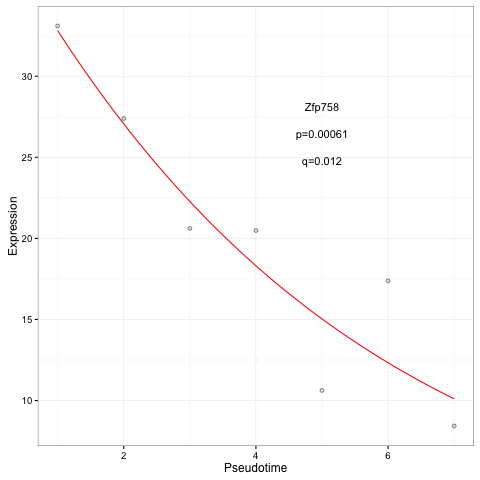 Zfp758
p=0.00061
q=0.012
30
25
20
15
10
Expression
2 4 6
Pseudotime